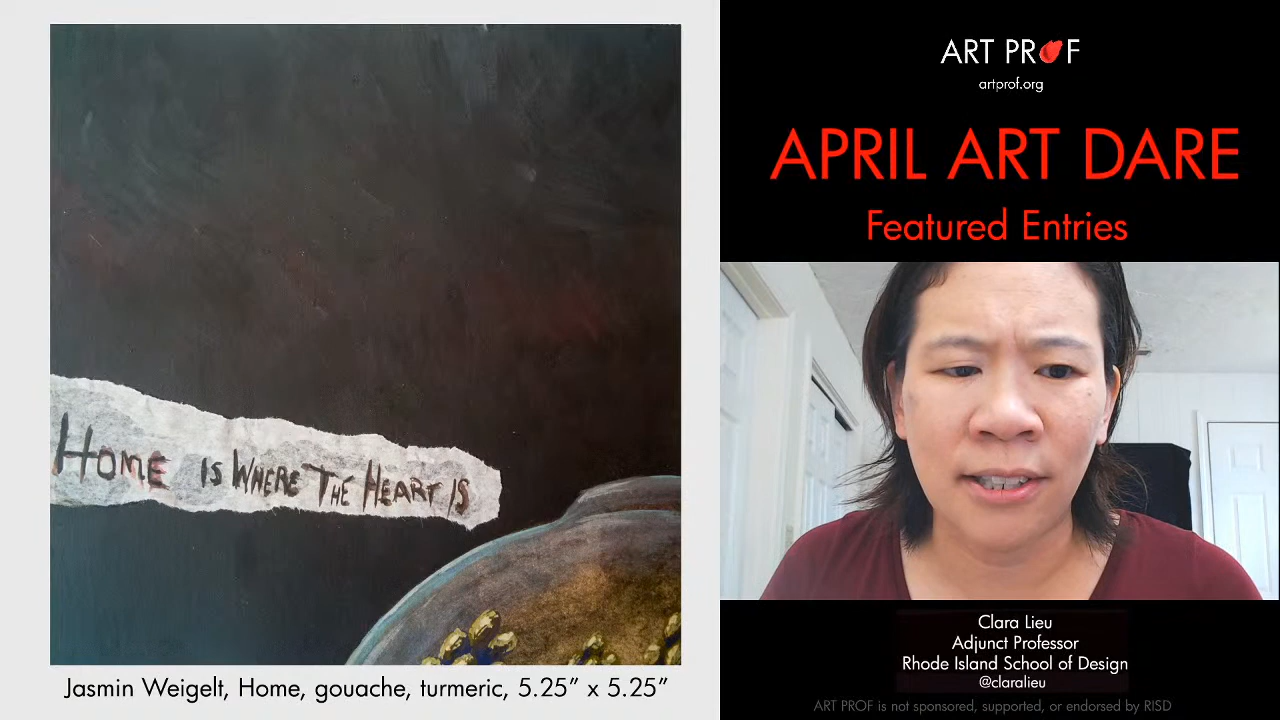 HOME IS WHERE THE HEART IS
Jasmin Weigelt, Home, gouache, turmeric, 5.25” x 5.25”
ART PROF
artprof.org
APRIL ART DARE
Featured Entries
Clara Lieu
Adjunct Professor
Rhode Island School of Design
@claralieu
ART PROF is not sponsored, supported, or endorsed by RISD